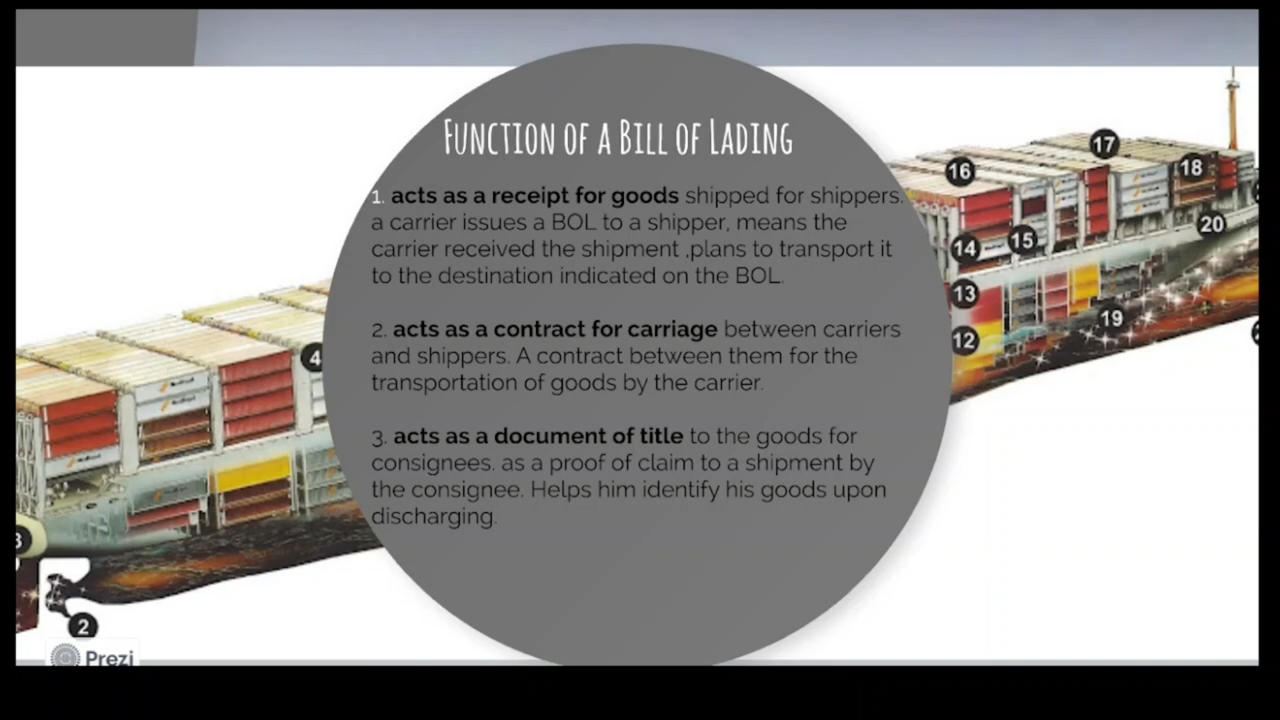 Function of a Bill of Lading
1. acts as a receipt for goods shipped for shippers.
a carrier issues a BOL to a shipper, means the
carrier received the shipment ,plans to transport it
to the destination indicated on the BOL.
2. acts as a contract for carriage between carriers
and shippers. A contract between them for the
transportation of goods by the carrier.
3. acts as a document of title to the goods for
consignees. as a proof of claim to a shipment by
the consignee. Helps him identify his goods upon
discharging.
17
16
18
20
15
14
13
19
12
4
3
2
Prezi